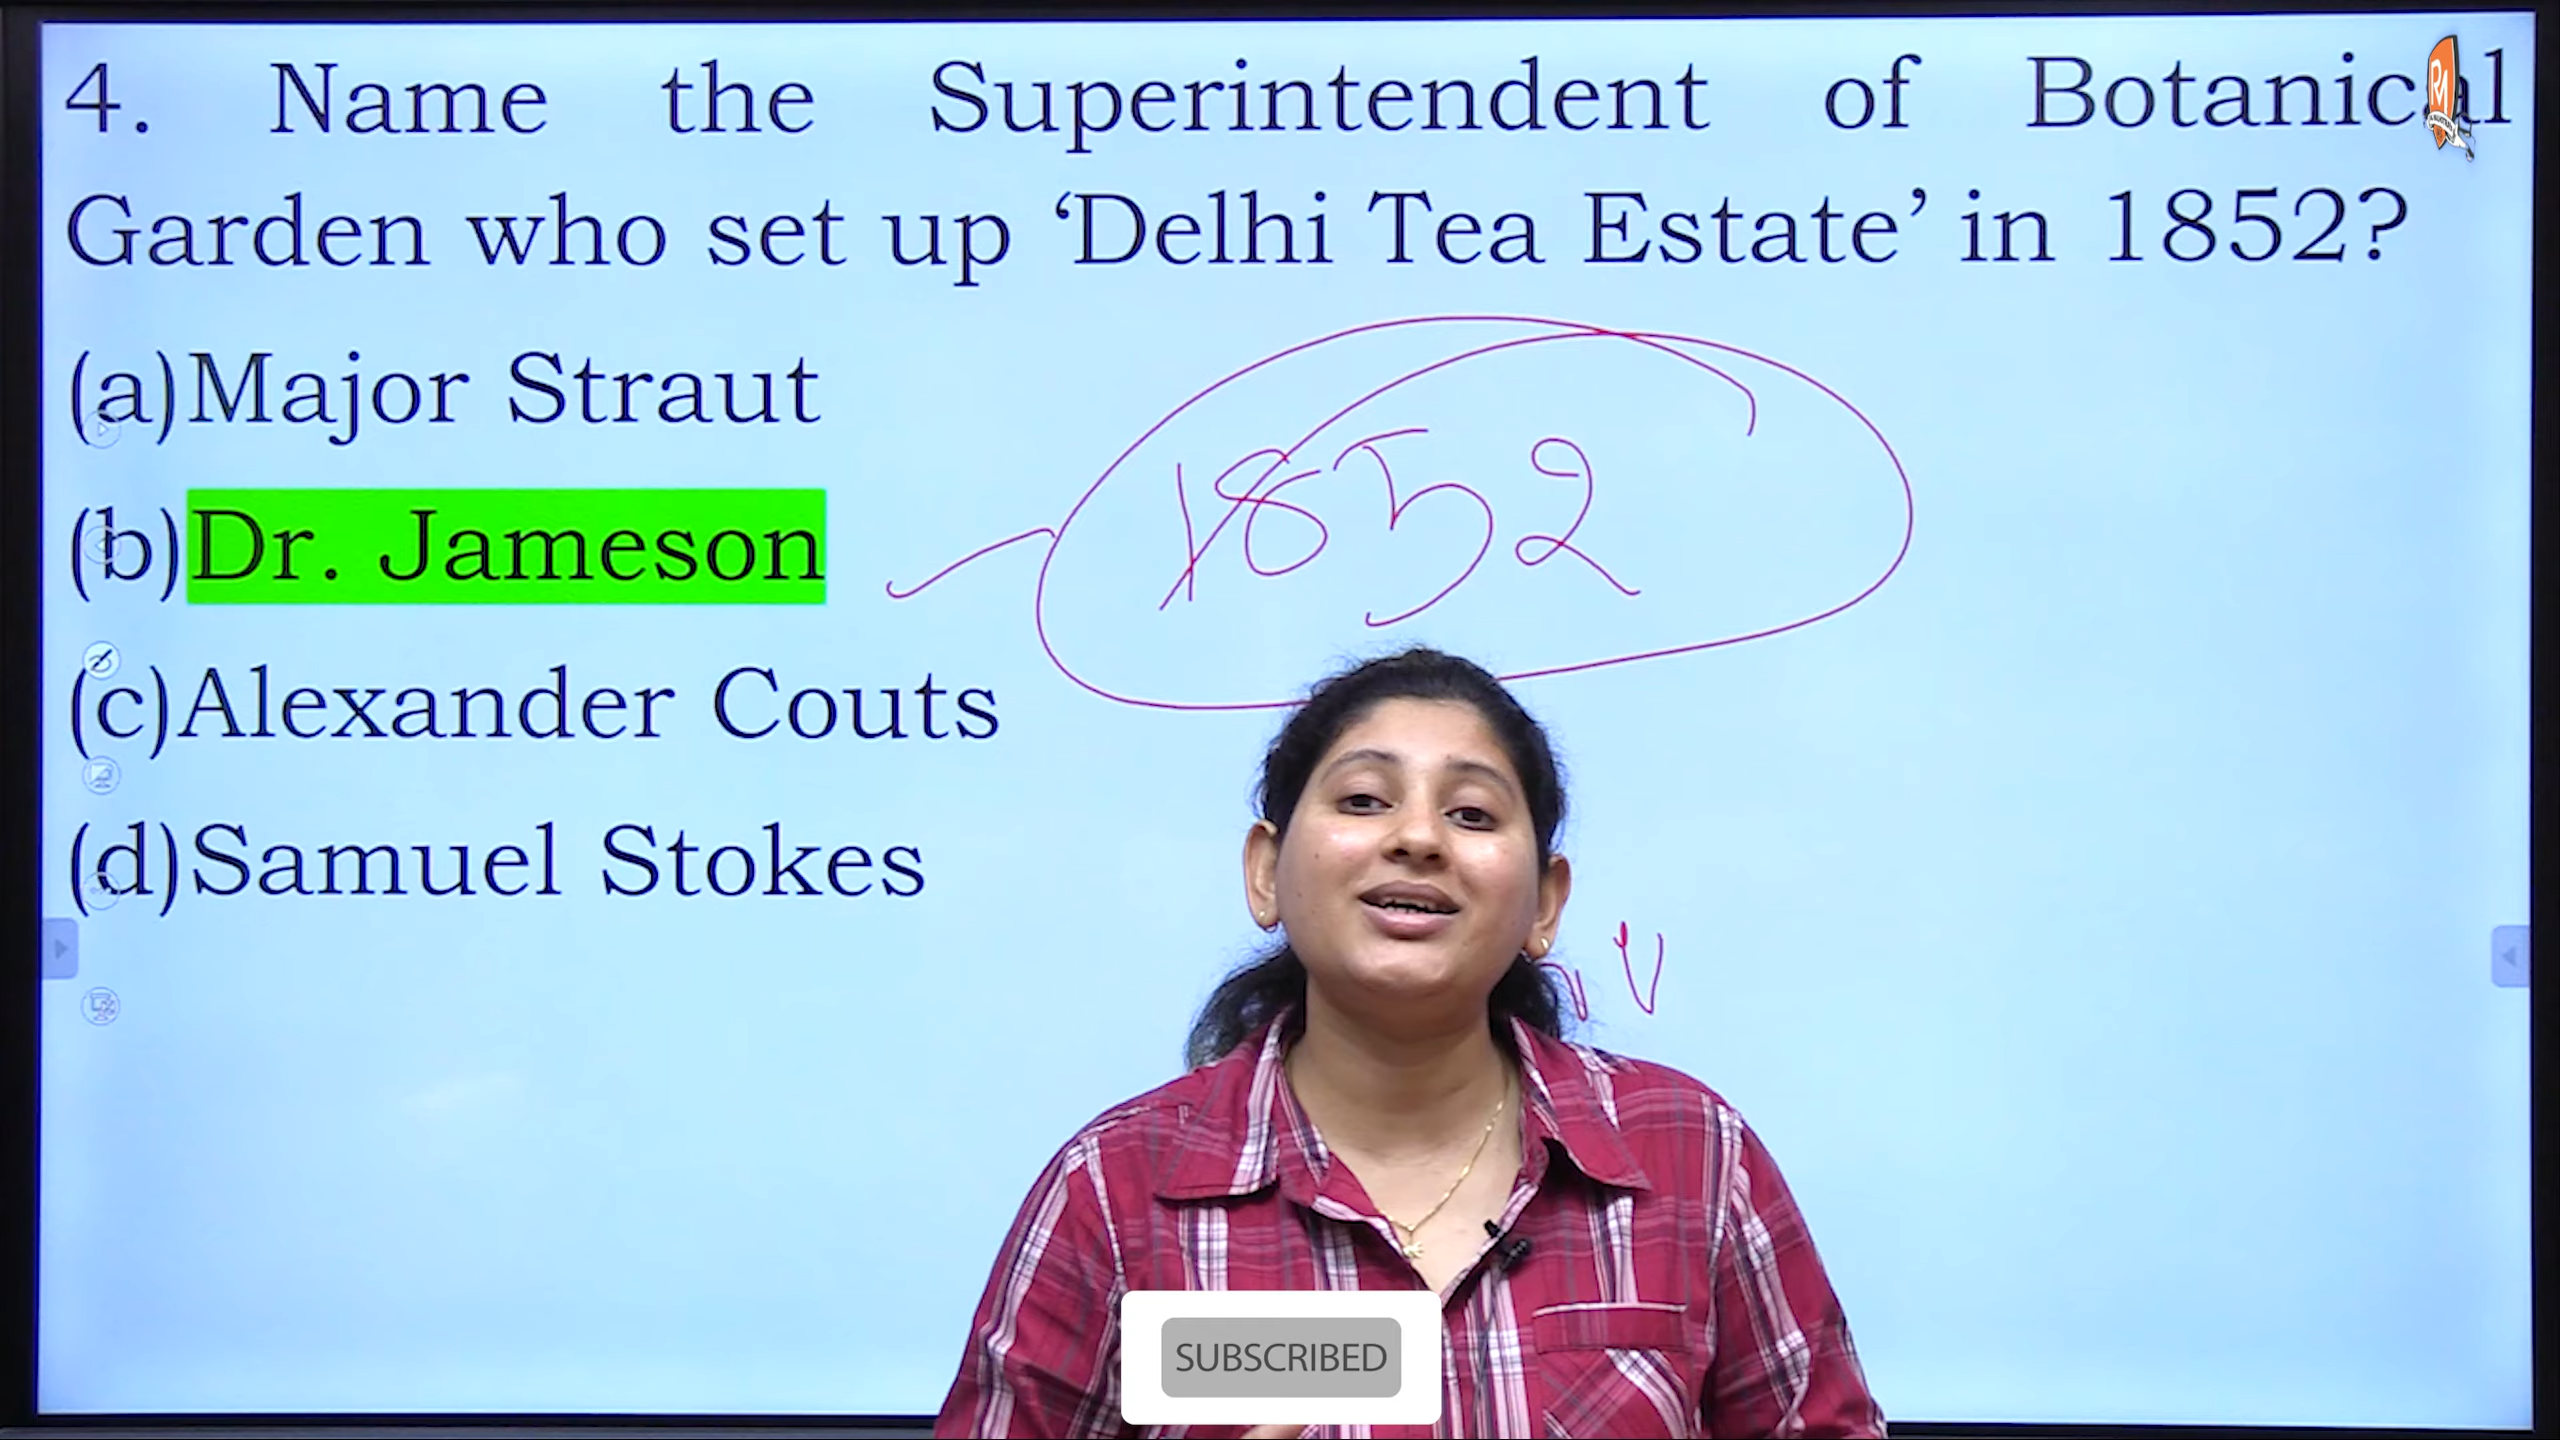 4. Name the Superintendent of Botanical
Garden who set up ‘Delhi Tea Estate’ in 1852?
(a)Major Straut
(b)Dr. Jameson
1852
(c)Alexander Couts
(d)Samuel Stokes
SUBSCRIBED